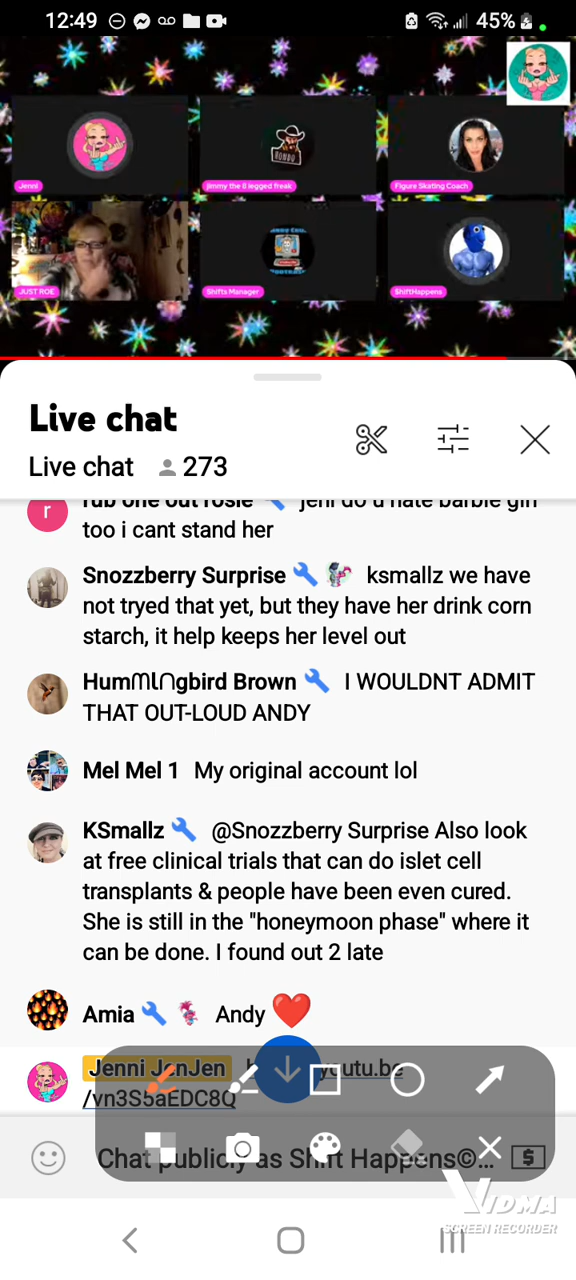 12:49
45%
Jenni
jimmy the 8 legged freak
Figure Skating Coach
RONDO
JUST ROE
Shifts Manager
ShiftHappens
Live chat
Live chat 273
r
rub one out rosie jeni do u hate barbie girl
too i cant stand her
Snozzberry Surprise ksmallz we have
not tryed that yet, but they have her drink corn
starch, it help keeps her level out
HumᗰIᑎgbird Brown I WOULDNT ADMIT
THAT OUT-LOUD ANDY
Mel Mel 1 My original account lol
KSmallz @Snozzberry Surprise Also look
at free clinical trials that can do islet cell
transplants & people have been even cured.
She is still in the "honeymoon phase" where it
can be done. I found out 2 late
Amia Andy
Jenni JenJen youtu.be
/vn3S5aEDC8Q
Chat publicly as Shift Happens©...
VIDMA
SCREEN RECORDER